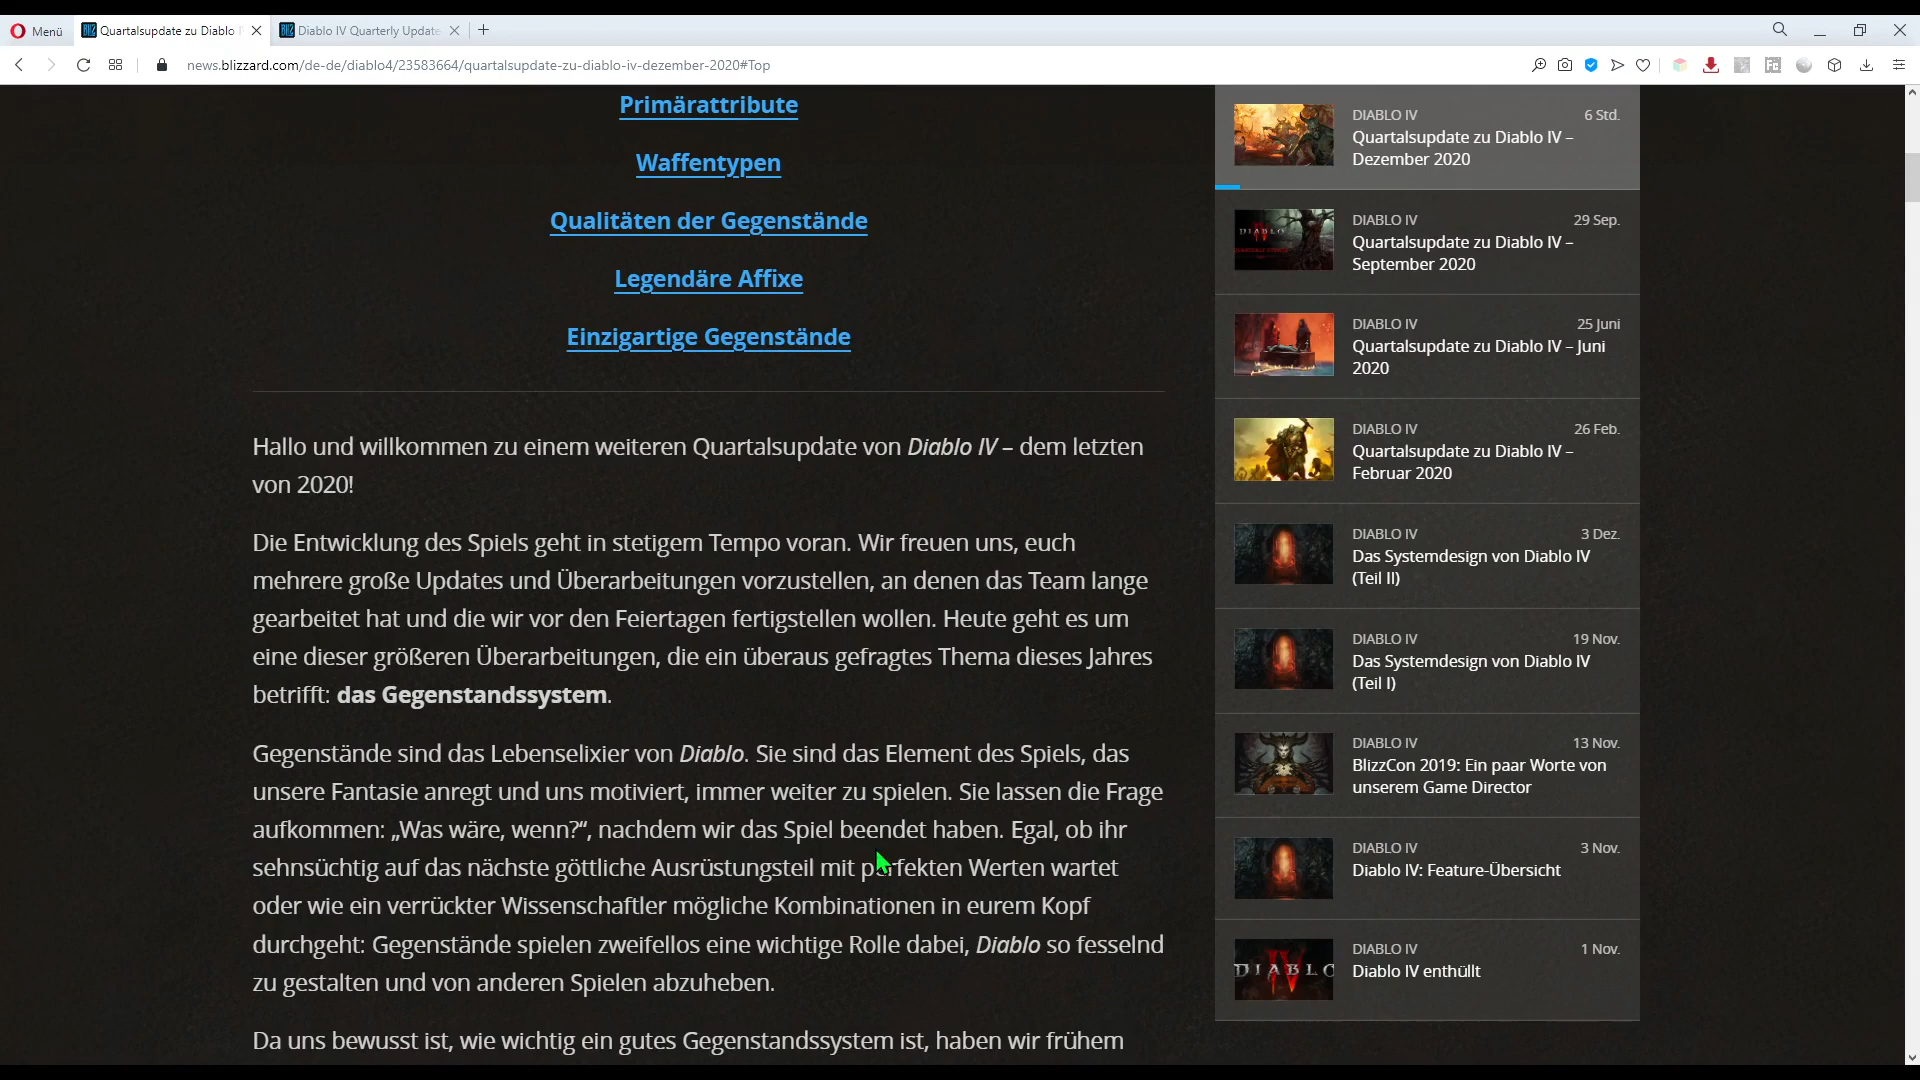 Menü
Quartalsupdate zu Diablo I
Diablo IV Quarterly Update
news.blizzard.com/de-de/diablo4/23583664/quartalsupdate-zu-diablo-iv-dezember-2020#Top
Primärattribute
Waffentypen
Qualitäten der Gegenstände
Legendäre Affixe
Einzigartige Gegenstände
Hallo und willkommen zu einem weiteren Quartalsupdate von Diablo IV – dem letzten
von 2020!
Die Entwicklung des Spiels geht in stetigem Tempo voran. Wir freuen uns, euch
mehrere große Updates und Überarbeitungen vorzustellen, an denen das Team lange
gearbeitet hat und die wir vor den Feiertagen fertigstellen wollen. Heute geht es um
eine dieser größeren Überarbeitungen, die ein überaus gefragtes Thema dieses Jahres
betrifft: das Gegenstandssystem.
Gegenstände sind das Lebenselixier von Diablo. Sie sind das Element des Spiels, das
unsere Fantasie anregt und uns motiviert, immer weiter zu spielen. Sie lassen die Frage
aufkommen: „Was wäre, wenn?“, nachdem wir das Spiel beendet haben. Egal, ob ihr
sehnsüchtig auf das nächste göttliche Ausrüstungsteil mit perfekten Werten wartet
oder wie ein verrückter Wissenschaftler mögliche Kombinationen in eurem Kopf
durchgeht: Gegenstände spielen zweifellos eine wichtige Rolle dabei, Diablo so fesselnd
zu gestalten und von anderen Spielen abzuheben.
Da uns bewusst ist, wie wichtig ein gutes Gegenstandssystem ist, haben wir frühem
DIABLO IV 6 Std.
Quartalsupdate zu Diablo IV –
Dezember 2020
DIABLO IV 29 Sep.
Quartalsupdate zu Diablo IV –
September 2020
DIABLO IV 25 Juni
Quartalsupdate zu Diablo IV – Juni
2020
DIABLO IV 26 Feb.
Quartalsupdate zu Diablo IV –
Februar 2020
DIABLO IV 3 Dez.
Das Systemdesign von Diablo IV
(Teil II)
DIABLO IV 19 Nov.
Das Systemdesign von Diablo IV
(Teil I)
DIABLO IV 13 Nov.
BlizzCon 2019: Ein paar Worte von
unserem Game Director
DIABLO IV 3 Nov.
Diablo IV: Feature-Übersicht
DIABLO IV 1 Nov.
Diablo IV enthüllt
DIABLO
IV